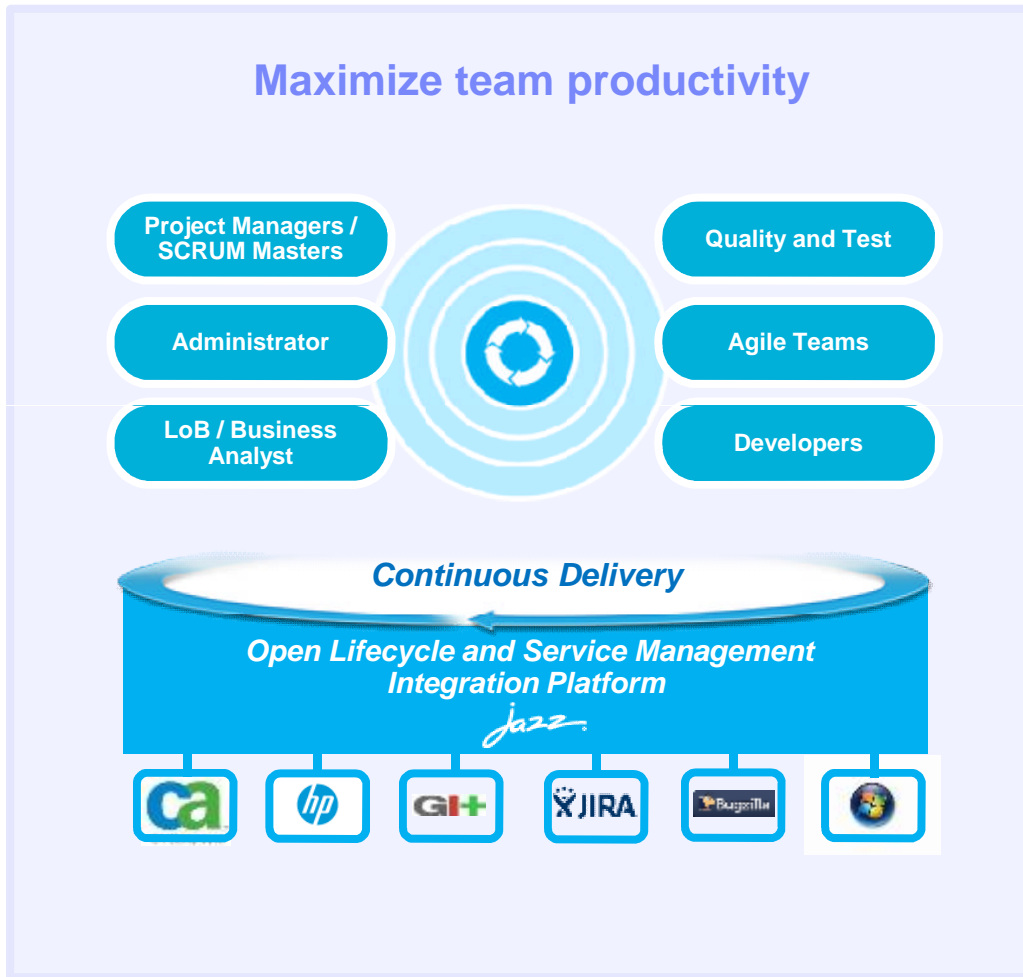 Maximize team productivity
Project Managers /
SCRUM Masters
Quality and Test
Administrator
Agile Teams
LoB / Business
Analyst
Developers
Continuous Delivery
Open Lifecycle and Service Management
Integration Platform
jazz
ca
hp
GIt
JIRA
Bugzilla